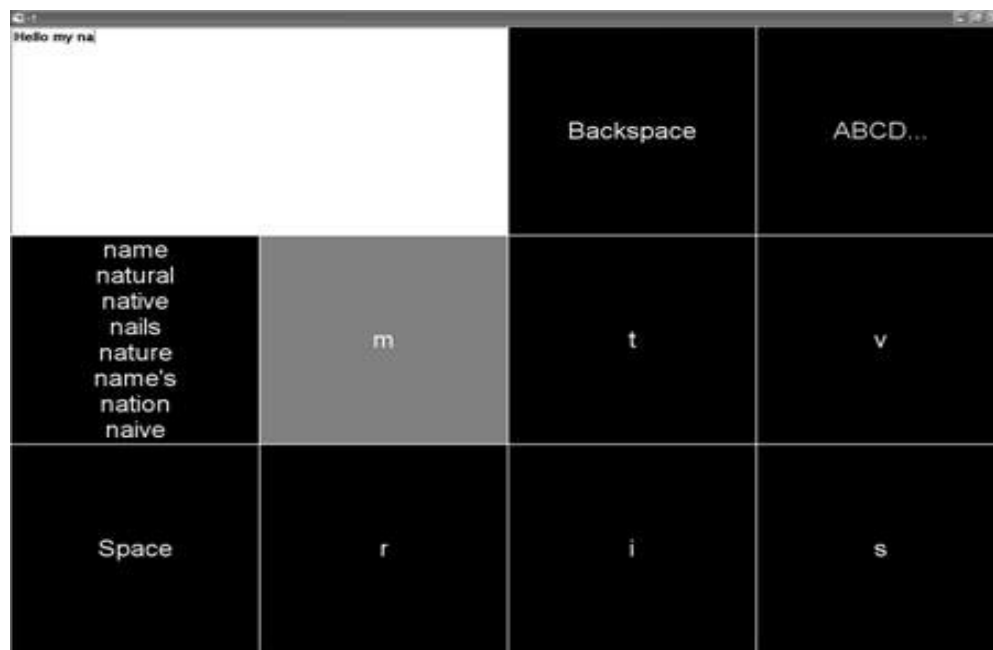 Hello my na
Backspace
ABCD...
name
natural
native
nails
nature
name's
nation
naive
m
t
v
Space
r
i
s